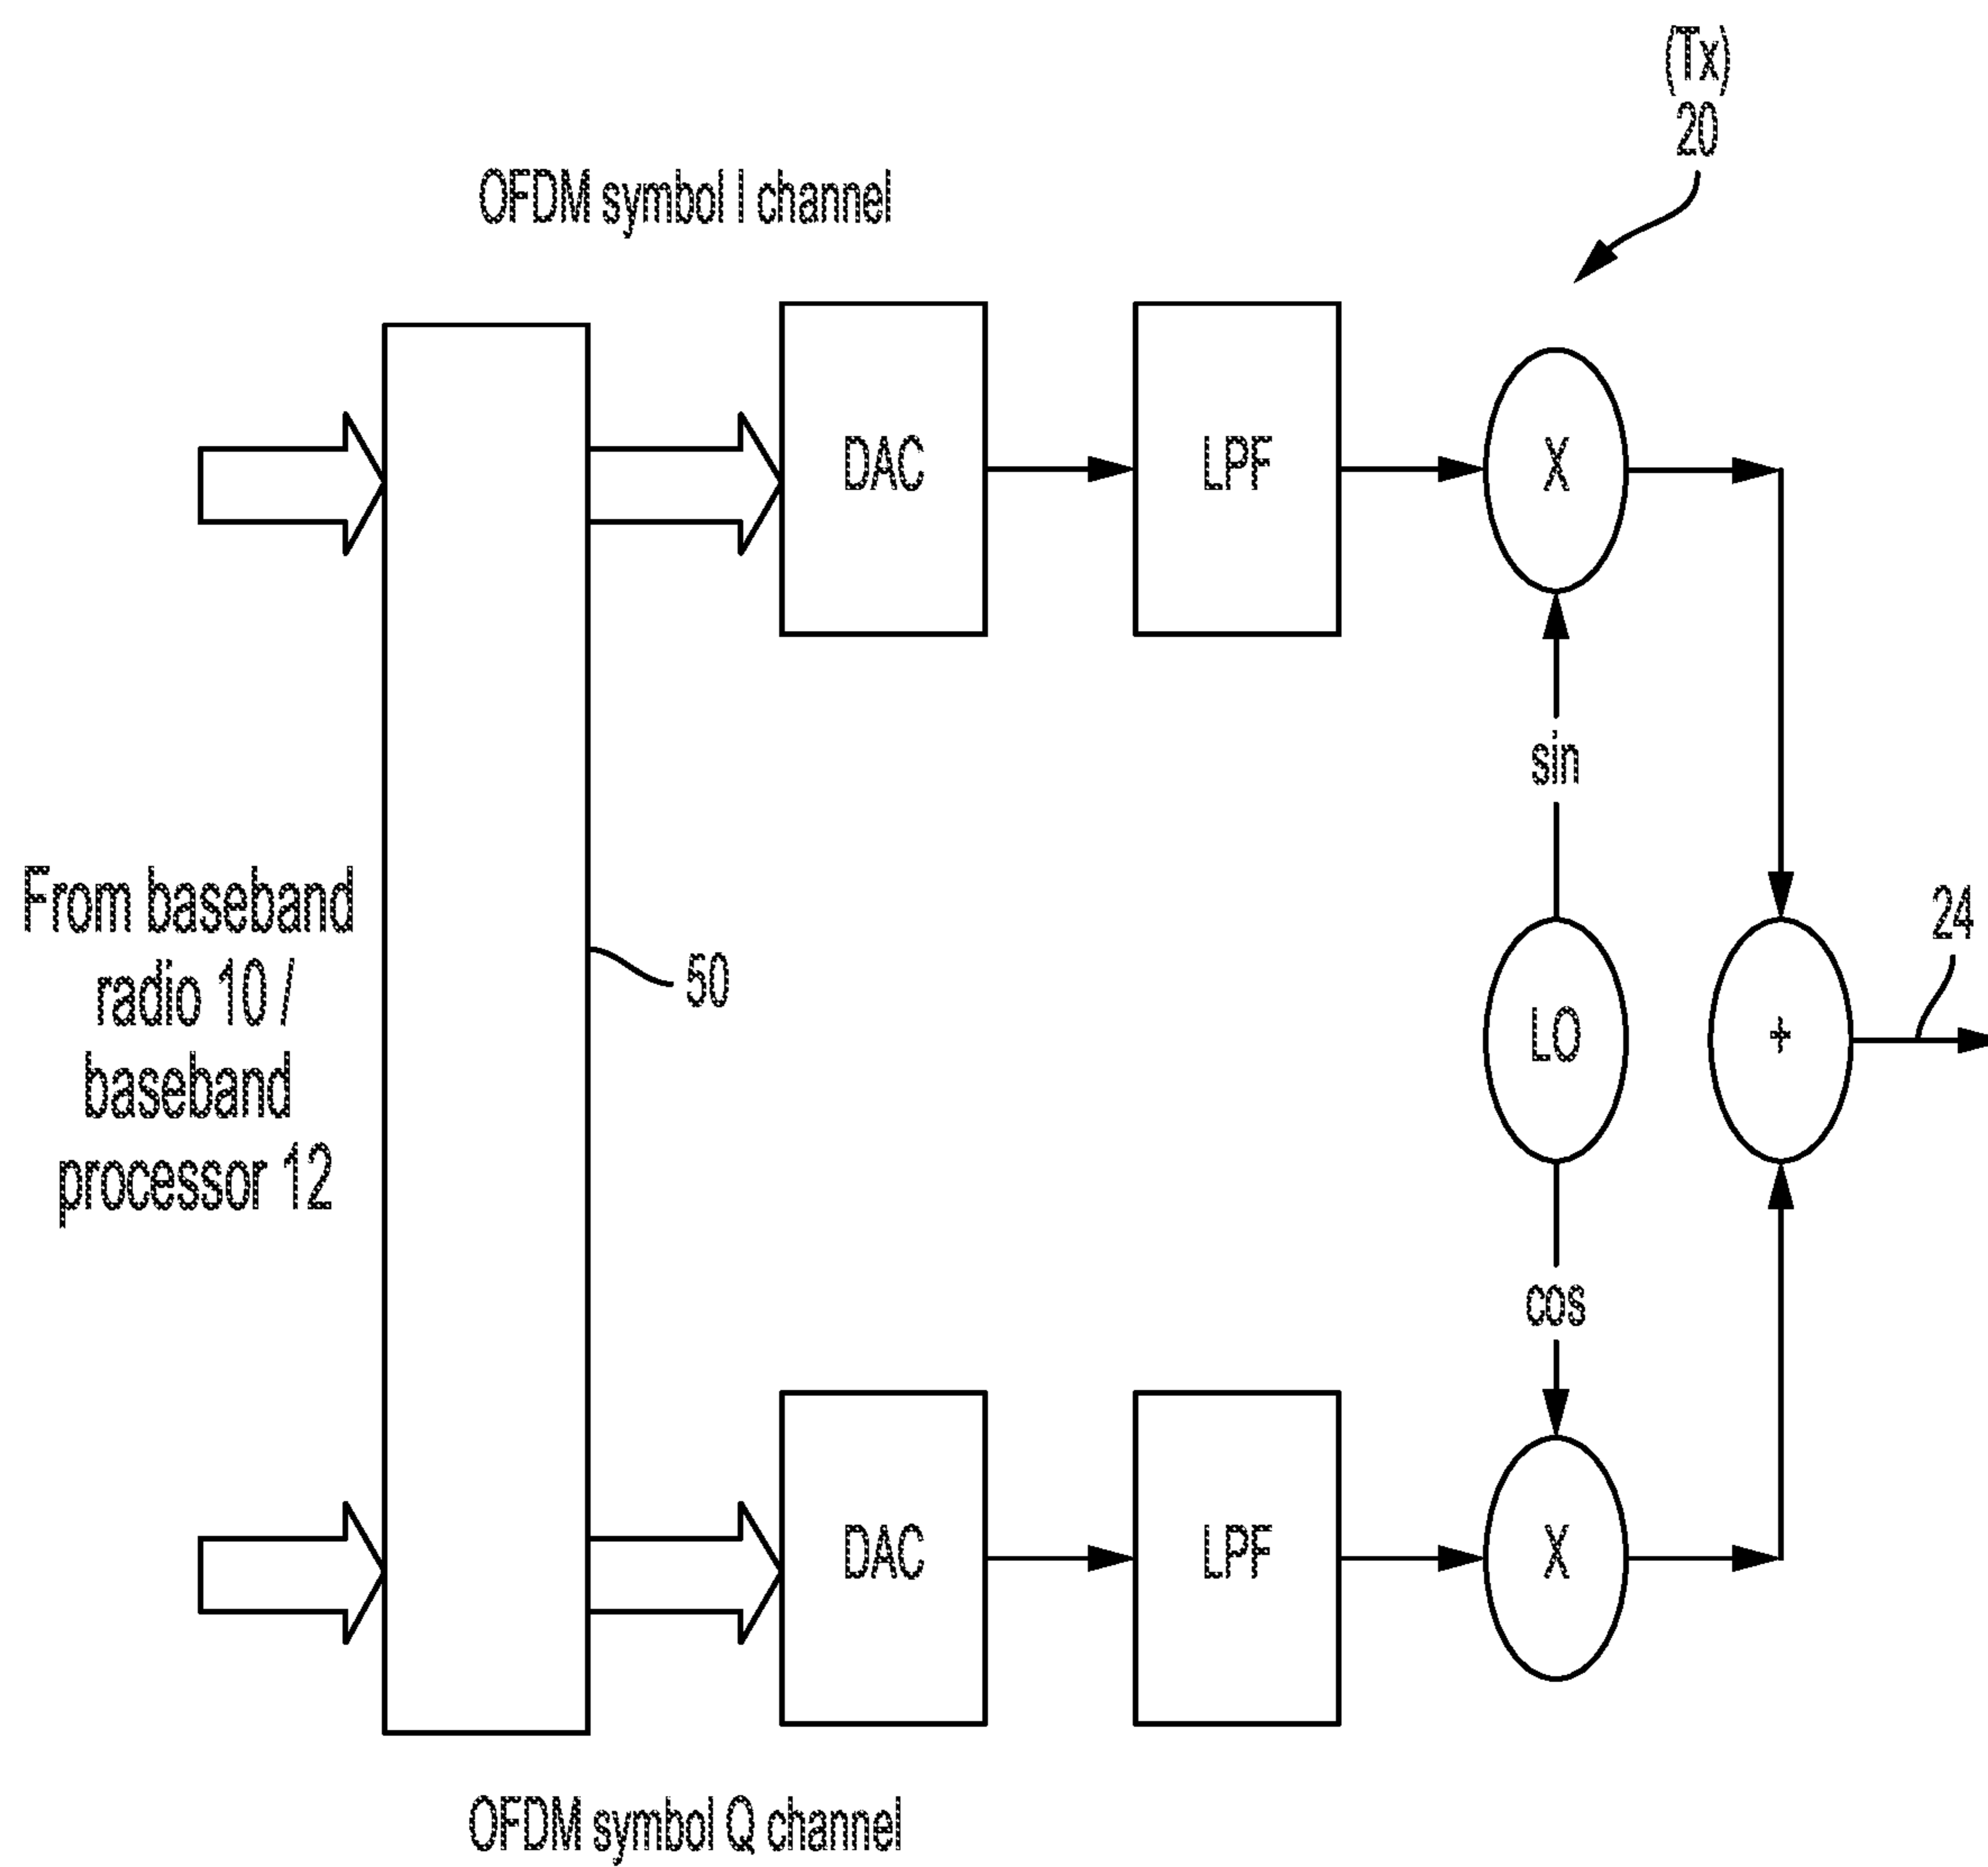 (Tx)
20
OFDM symbol I channel
DAC
LPF
X
sin
From baseband
radio 10 /
baseband
processor 12
50
LO
+
24
cos
DAC
LPF
X
OFDM symbol Q channel